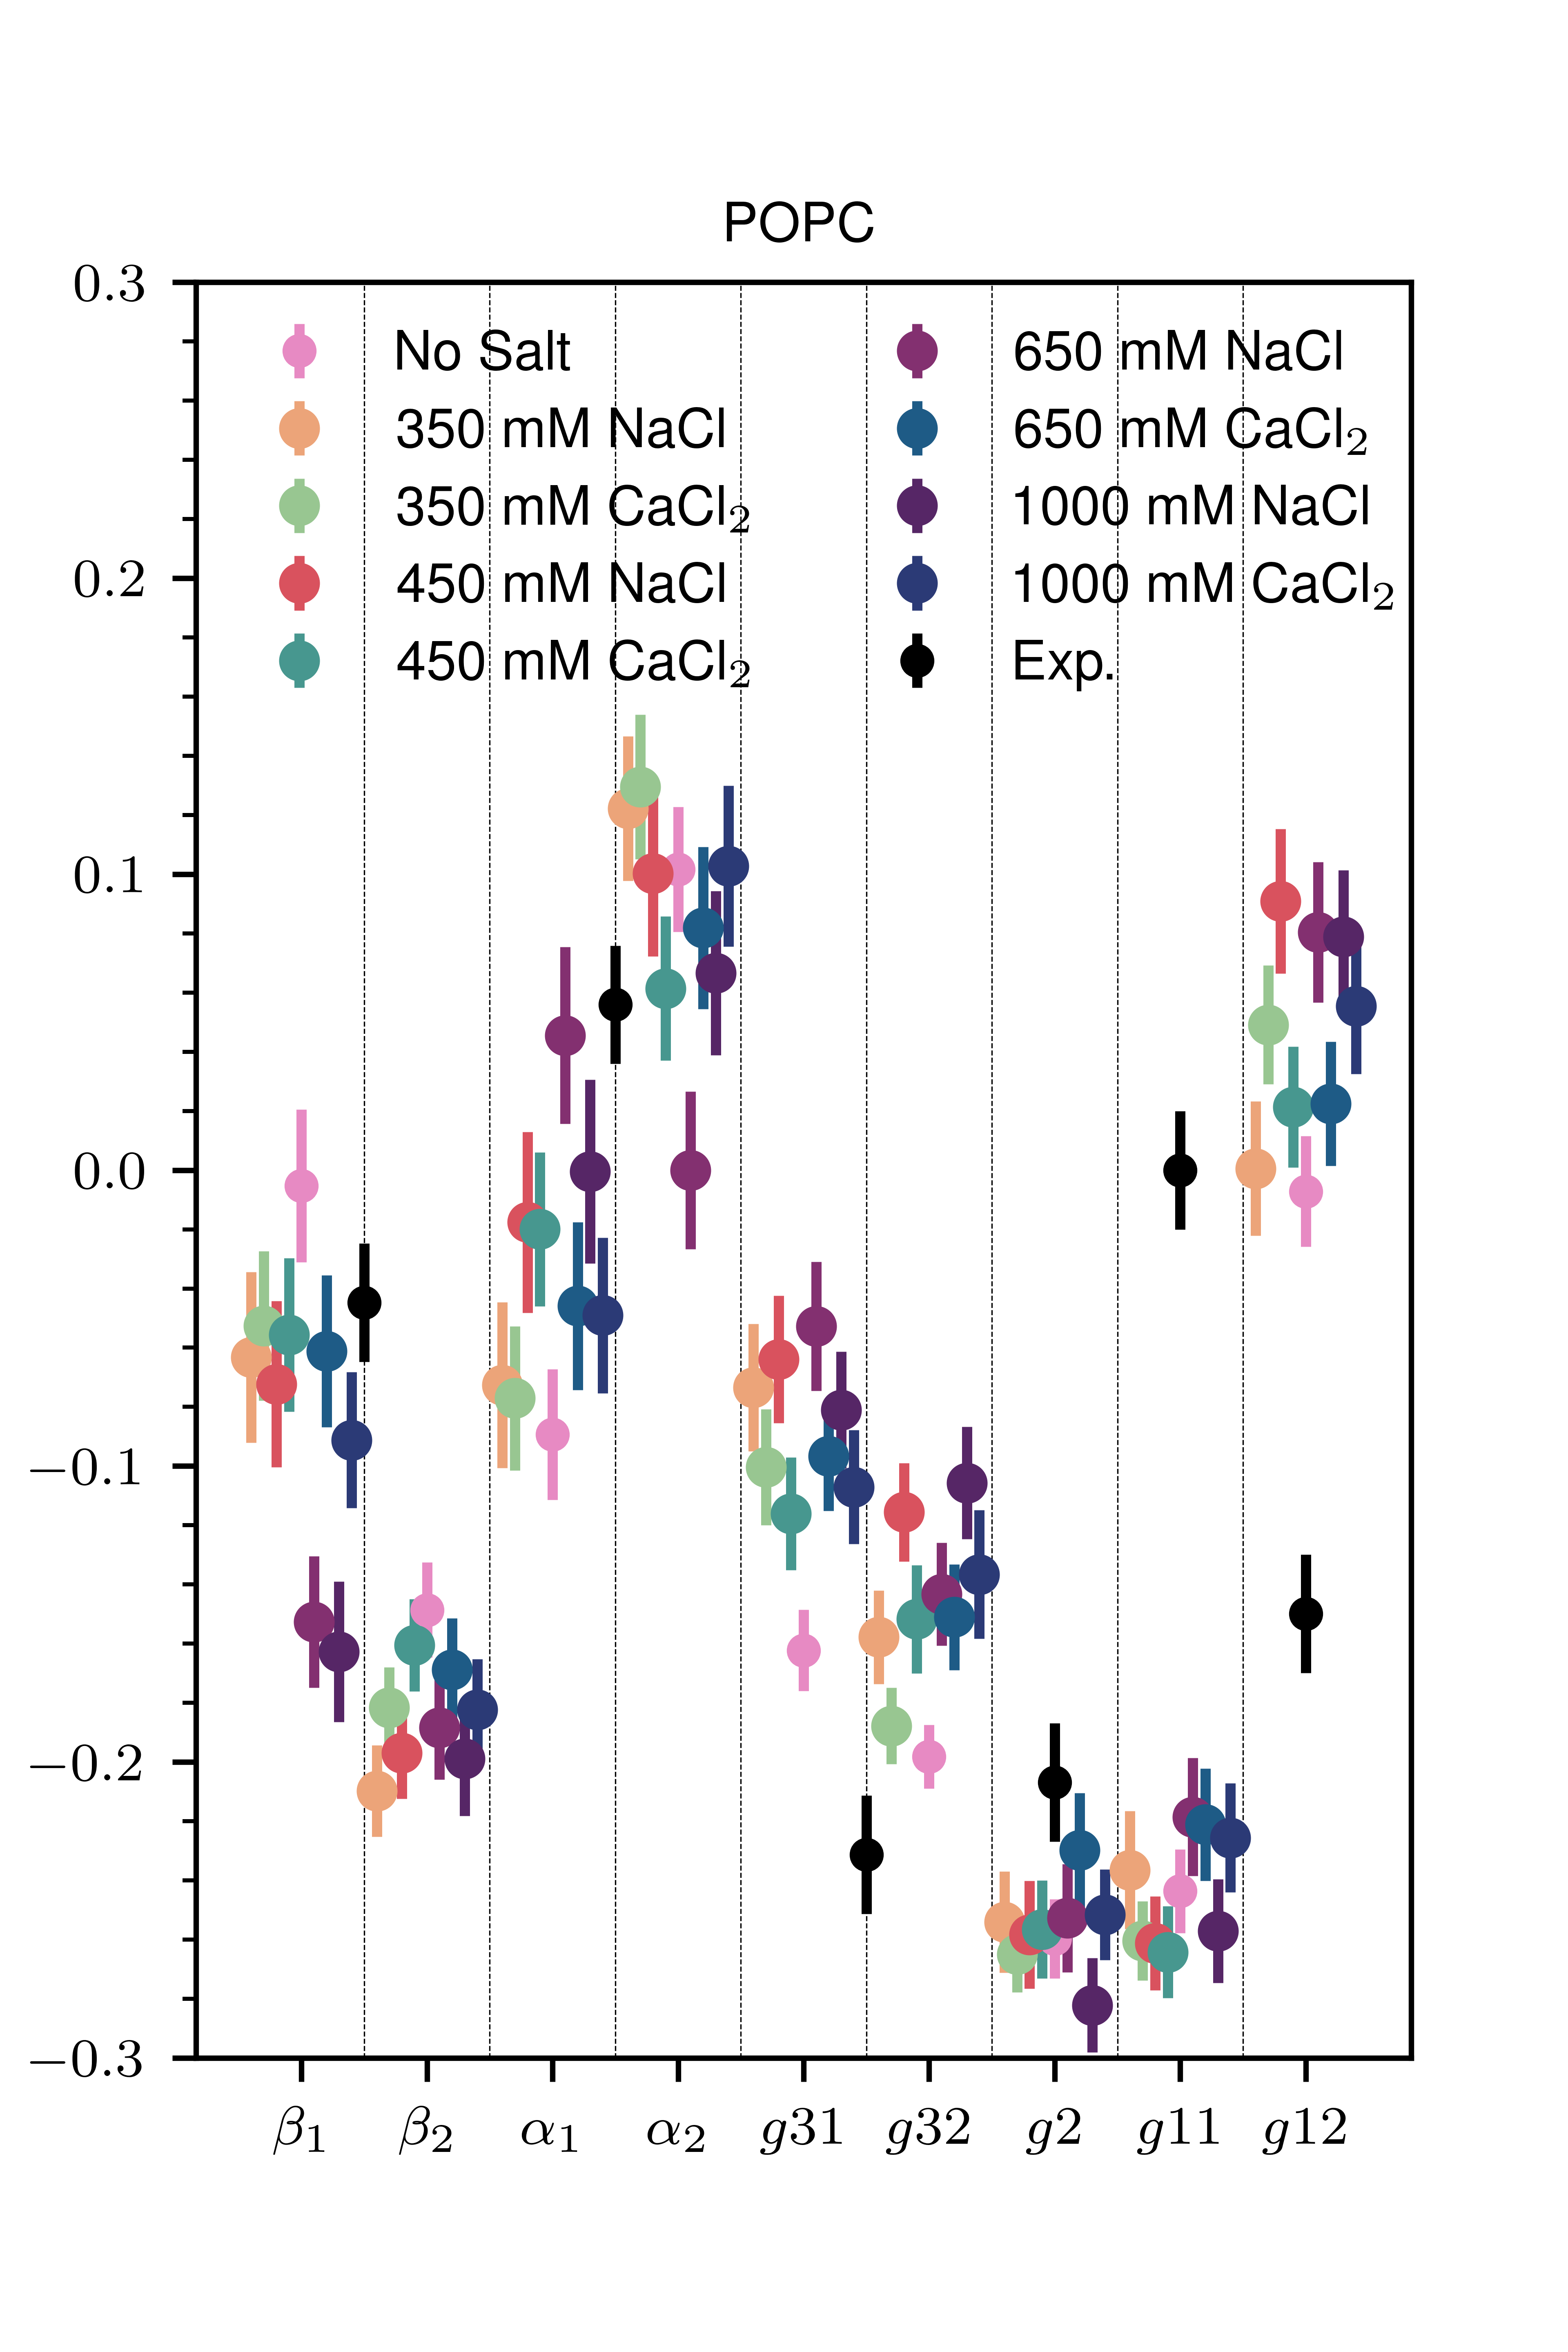 POPC
0.3
0.2
0.1
0.0
−0.1
−0.2
−0.3
No Salt
350 mM NaCl
350 mM CaCl₂
450 mM NaCl
450 mM CaCl₂
650 mM NaCl
650 mM CaCl₂
1000 mM NaCl
1000 mM CaCl₂
Exp.
β₁ β₂ α₁ α₂ g31 g32 g2 g11 g12